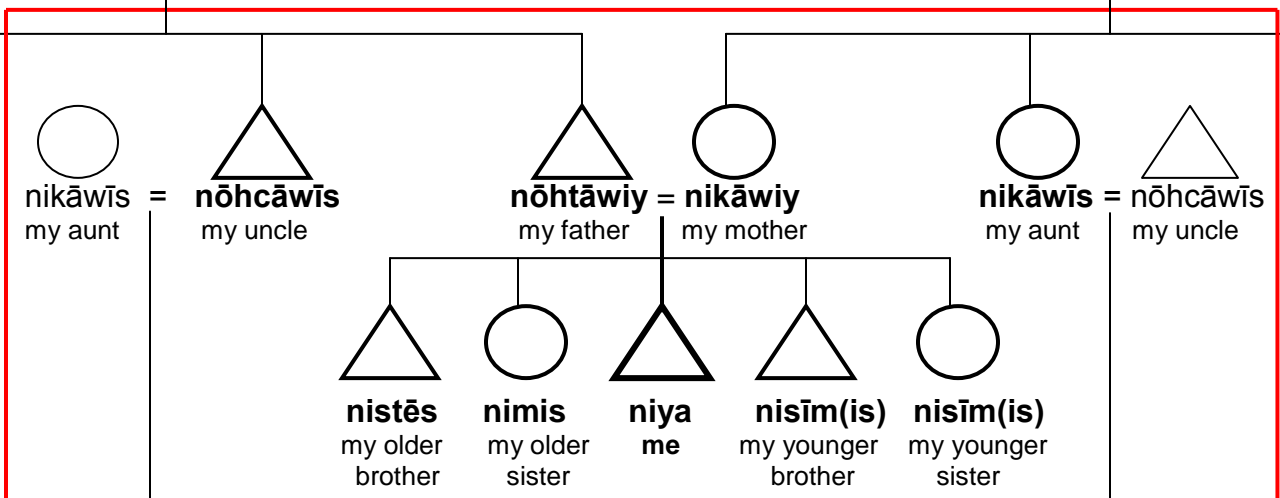 nikāwīs = nōhcāwīs nōhtāwiy = nikāwiy nikāwīs = nōhcāwīs
my aunt my uncle my father my mother my aunt my uncle
nistēs nimis niya nisīm(is) nisīm(is)
my older my older me my younger my younger
brother sister brother sister